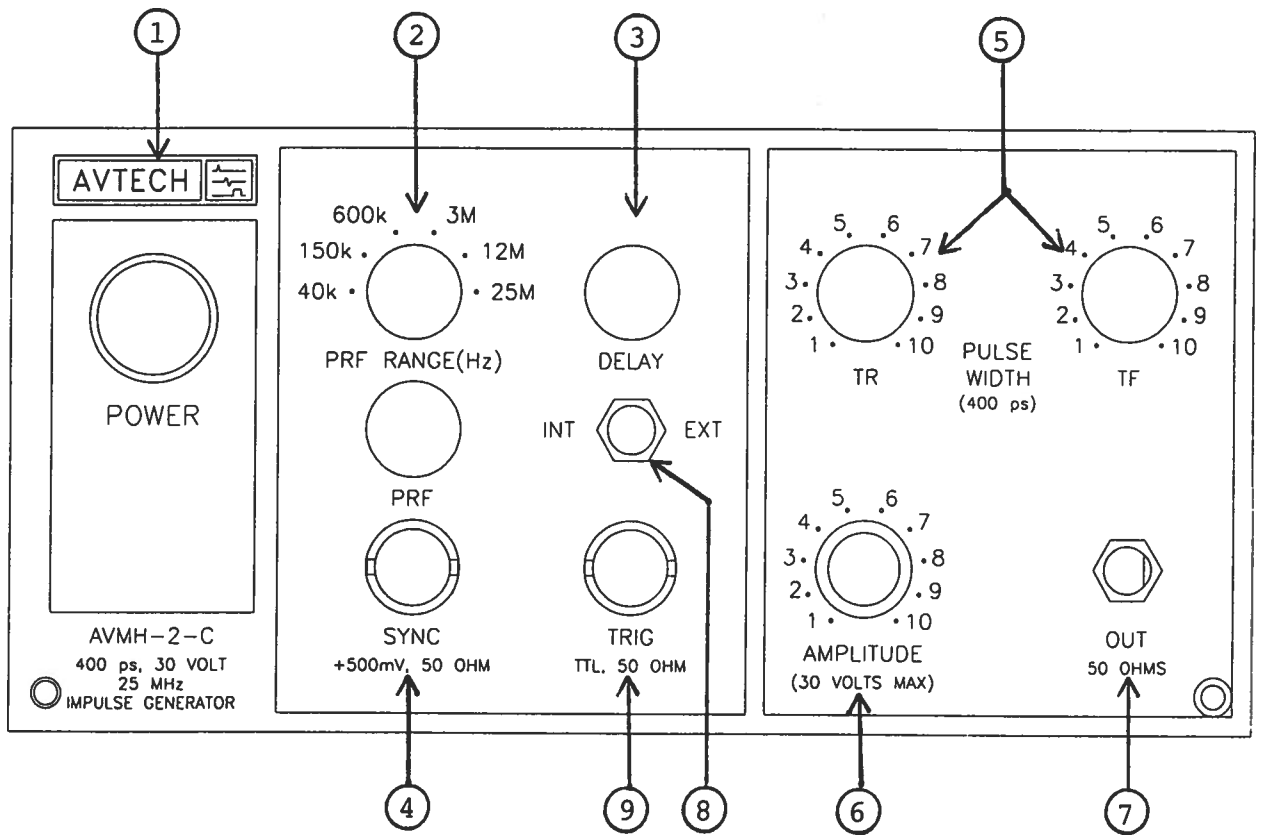 1
2
3
5
AVTECH
POWER
AVMH-2-C
400 ps, 30 VOLT
25 MHz
IMPULSE GENERATOR
600k 3M
150k 12M
40k 25M
PRF RANGE(Hz)
DELAY
INT EXT
PRF
SYNC
+500mV, 50 OHM
TRIG
TTL, 50 OHM
5 6
4 7
3 8
2 9
1 10
TR
PULSE
WIDTH
(400 ps)
5 6
4 7
3 8
2 9
1 10
TF
5 6
4 7
3 8
2 9
1 10
AMPLITUDE
(30 VOLTS MAX)
OUT
50 OHMS
4
9
8
6
7